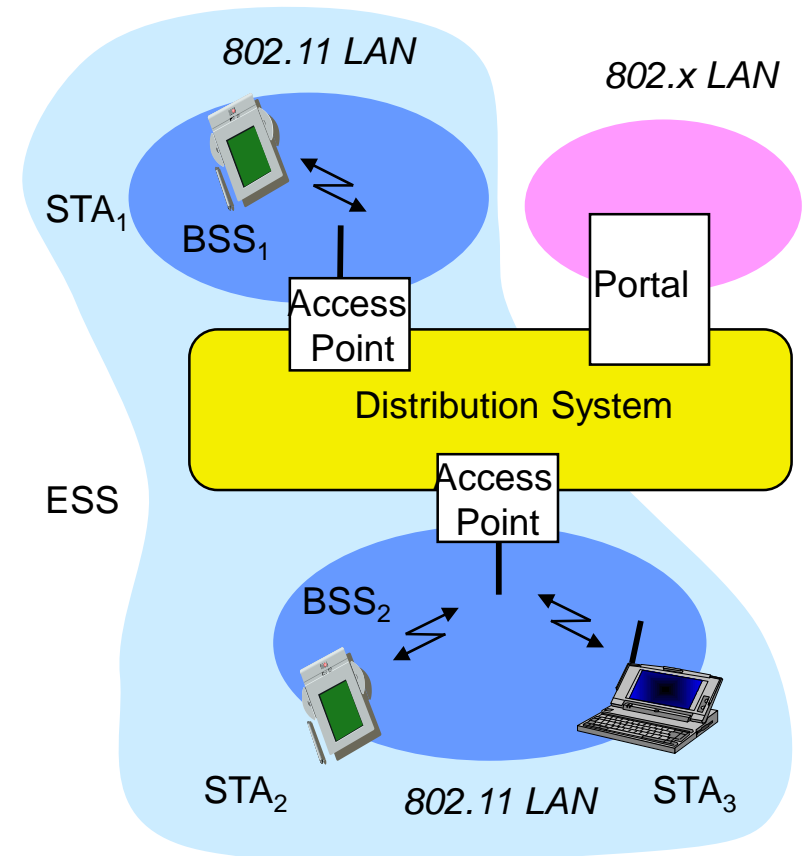 802.11 LAN
802.x LAN
STA₁
BSS₁
Access
Point
Portal
Distribution System
ESS
Access
Point
BSS₂
STA₂
802.11 LAN
STA₃